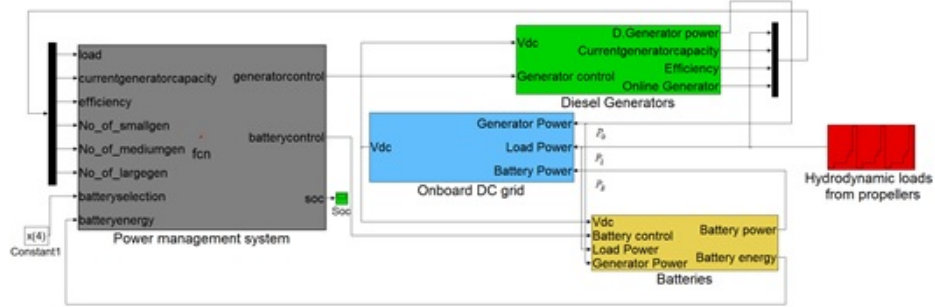 load
currentgeneratorcapacity
efficiency
No_of_smallgen
No_of_mediumgen
No_of_largegen
batteryselection
batteryenergy
fcn
generatorcontrol
batterycontrol
soc
Power management system
x(4)
Constant1
Soc
Vdc
Generator control
D.Generator power
Currentgeneratorcapacity
Efficiency
Online Generator
Diesel Generators
Vdc
Generator Power
Load Power
Battery Power
Onboard DC grid
Hydrodynamic loads
from propellers
Vdc
Battery control
Load Power
Generator Power
Battery power
Battery energy
Batteries